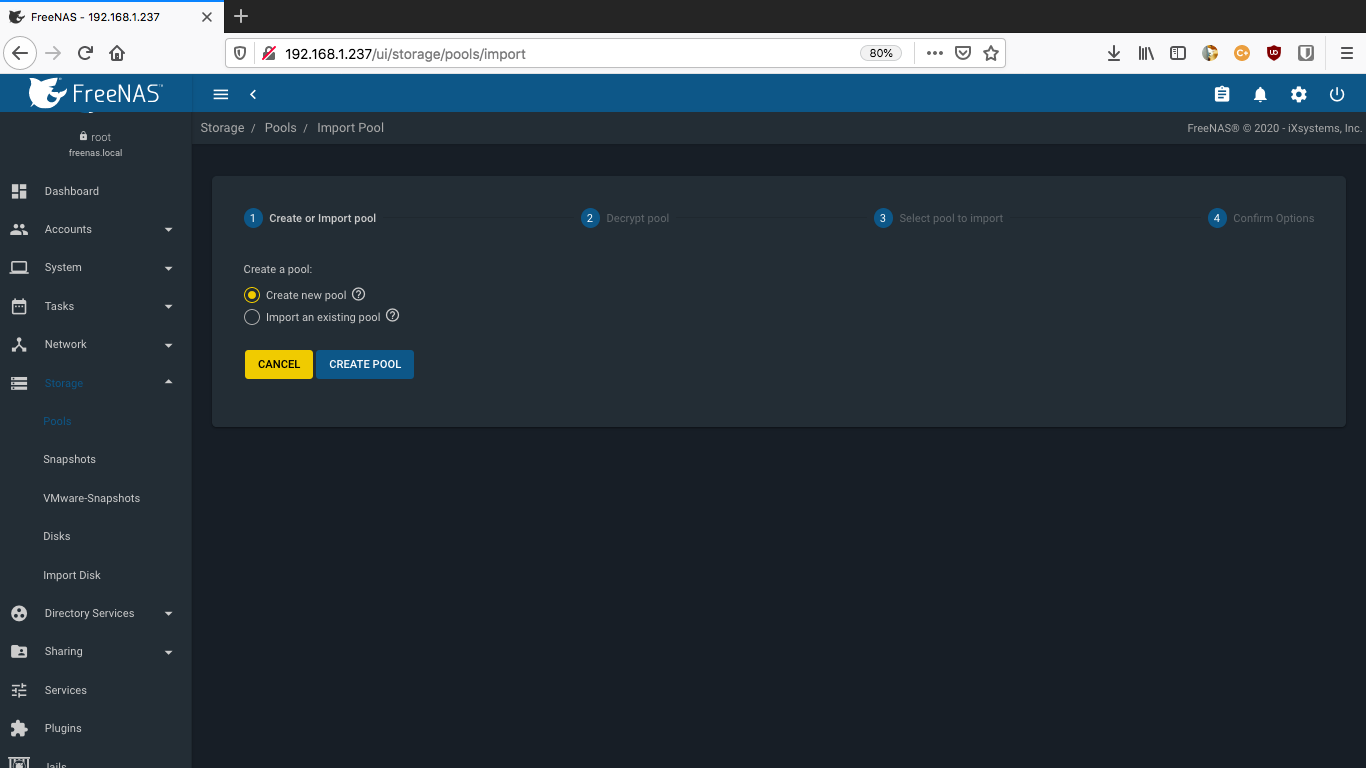 FreeNAS - 192.168.1.237
192.168.1.237/ui/storage/pools/import
80%
FreeNAS
root
freenas.local
Storage / Pools / Import Pool
FreeNAS® © 2020 - iXsystems, Inc.
Dashboard
Accounts
System
Tasks
Network
Storage
Pools
Snapshots
VMware-Snapshots
Disks
Import Disk
Directory Services
Sharing
Services
Plugins
Jails
1 Create or Import pool
2 Decrypt pool
3 Select pool to import
4 Confirm Options
Create a pool:
Create new pool
Import an existing pool
CANCEL CREATE POOL